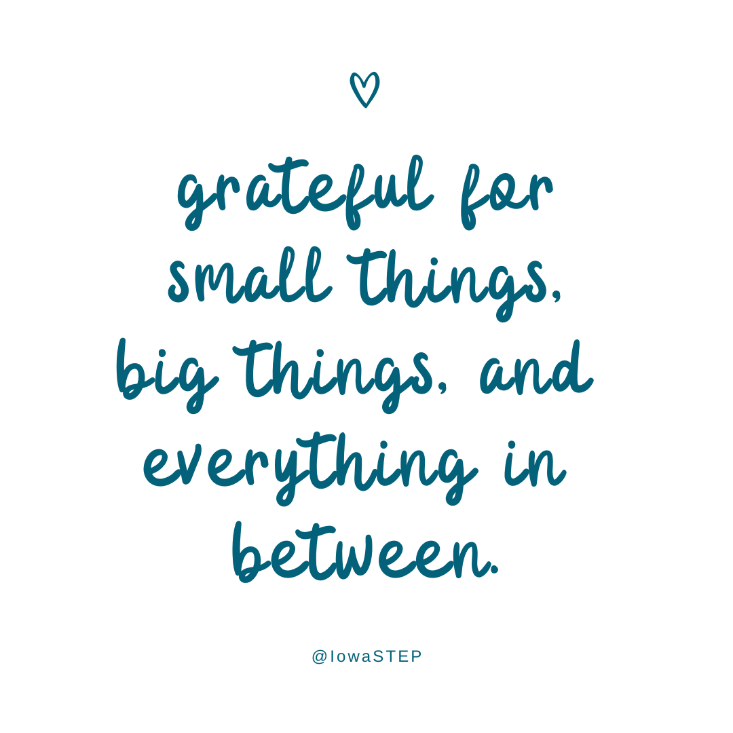 grateful for
small things,
big things, and
everything in
between.
@IowaSTEP